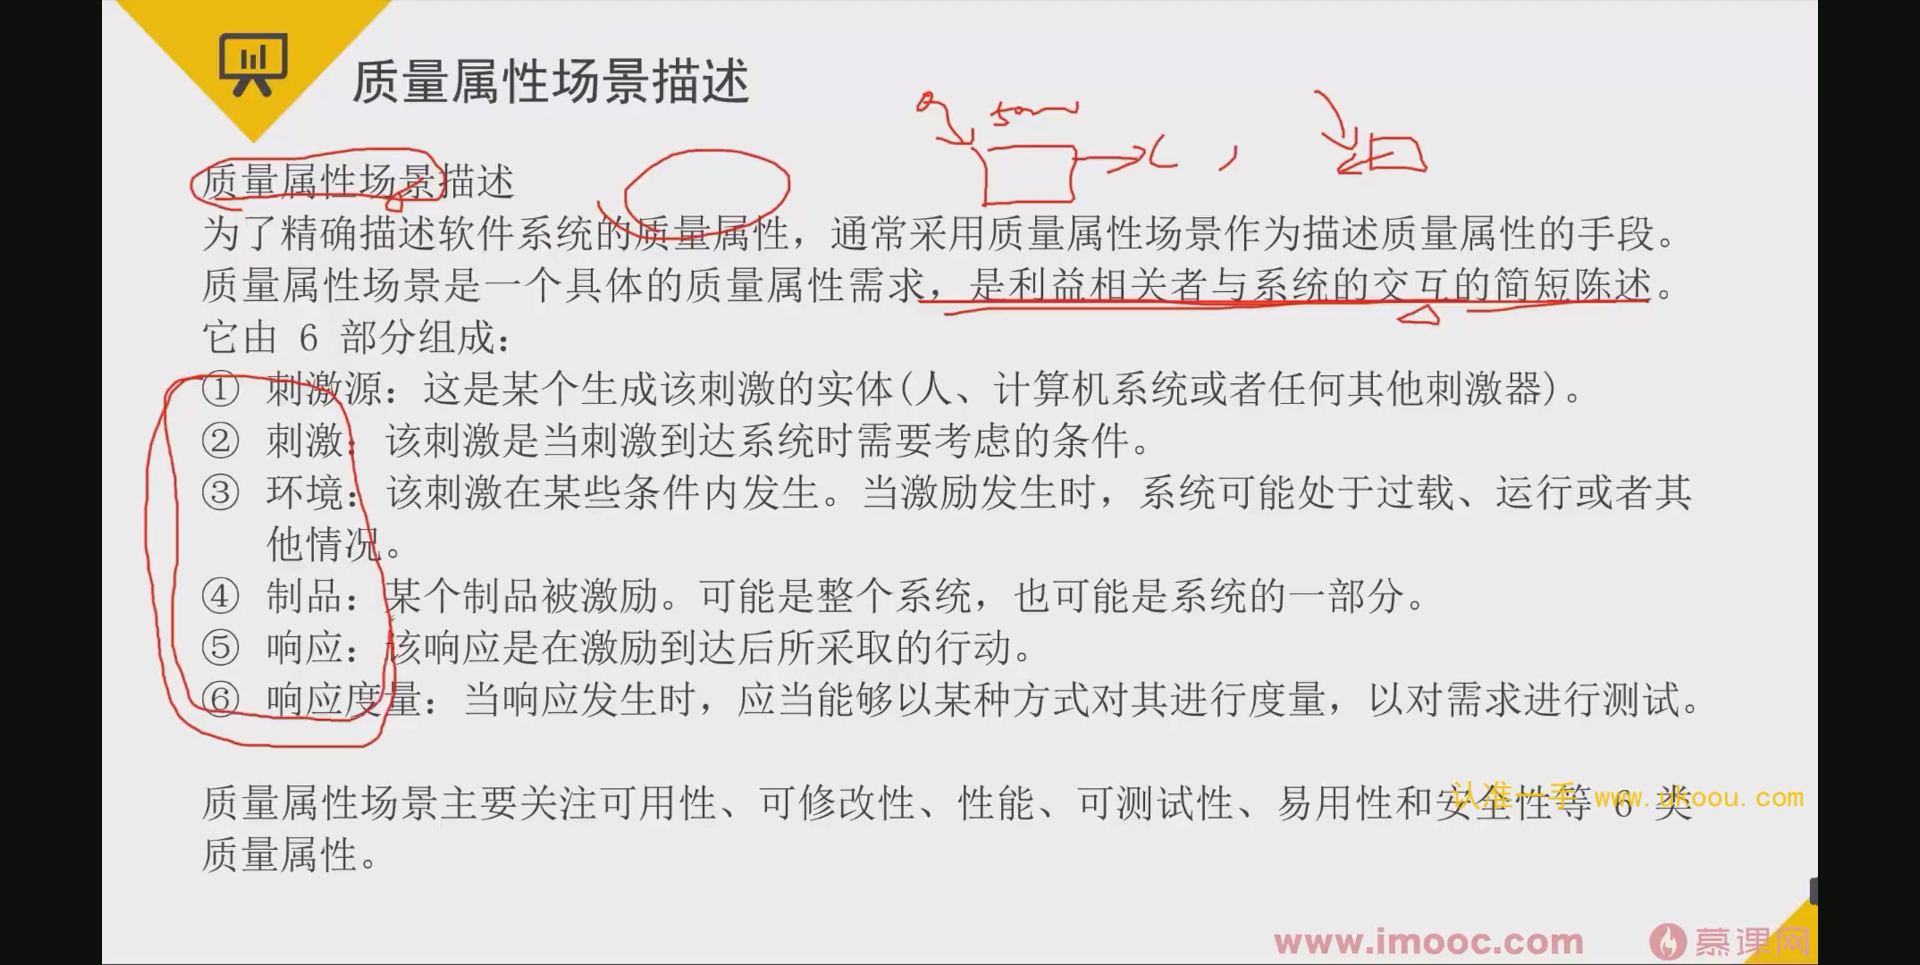 质量属性场景描述
质量属性场景描述
为了精确描述软件系统的质量属性，通常采用质量属性场景作为描述质量属性的手段。
质量属性场景是一个具体的质量属性需求，是利益相关者与系统的交互的简短陈述。
它由 6 部分组成：
① 刺激源：这是某个生成该刺激的实体(人、计算机系统或者任何其他刺激器)。
② 刺激：该刺激是当刺激到达系统时需要考虑的条件。
③ 环境：该刺激在某些条件内发生。当激励发生时，系统可能处于过载、运行或者其
他情况。
④ 制品：某个制品被激励。可能是整个系统，也可能是系统的一部分。
⑤ 响应：该响应是在激励到达后所采取的行动。
⑥ 响应度量：当响应发生时，应当能够以某种方式对其进行度量，以对需求进行测试。
质量属性场景主要关注可用性、可修改性、性能、可测试性、易用性和安全性等 6 类
质量属性。
认准一手 www.ukoou.com
www.imooc.com 慕课网